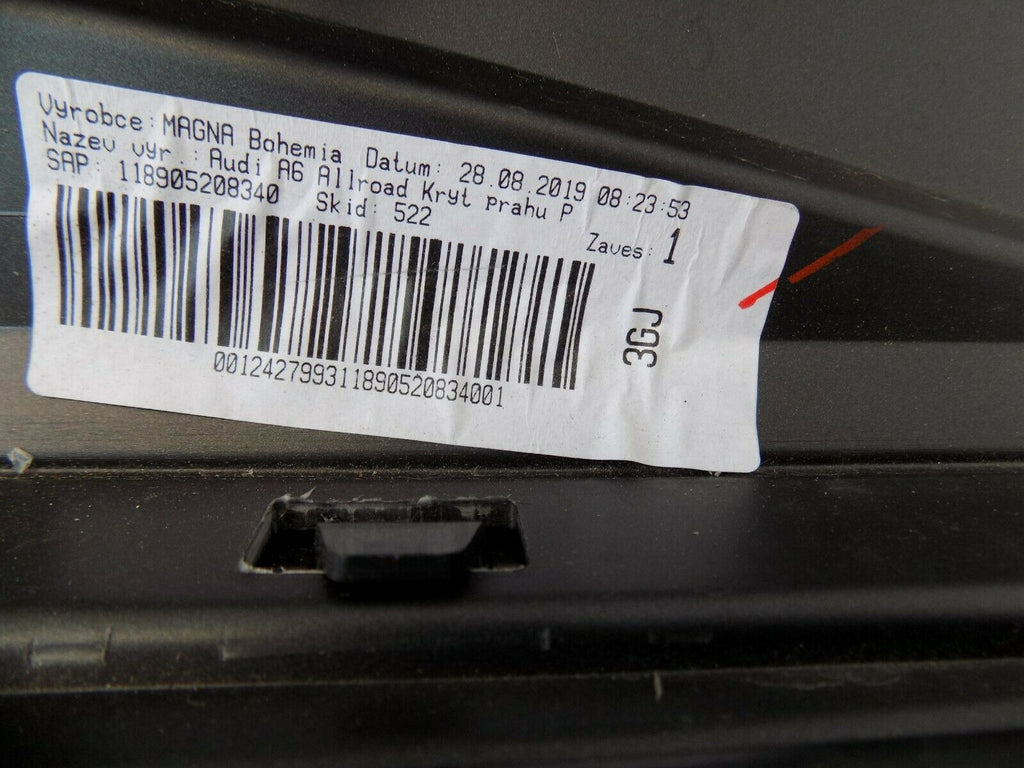 Vyrobce: MAGNA Bohemia Datum: 28.08.2019 08:23:53
Nazev vyr.: Audi A6 Allroad Kryt prahu P
SAP: 118905208340 Skid: 522
Zaves: 1
3GJ
001242799311890520834001